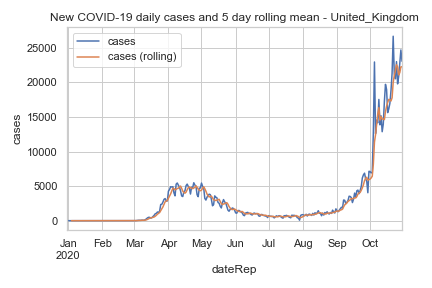 New COVID-19 daily cases and 5 day rolling mean - United_Kingdom
cases
cases (rolling)
25000
20000
15000
10000
5000
0
cases
Jan Feb Mar Apr May Jun Jul Aug Sep Oct
2020
dateRep